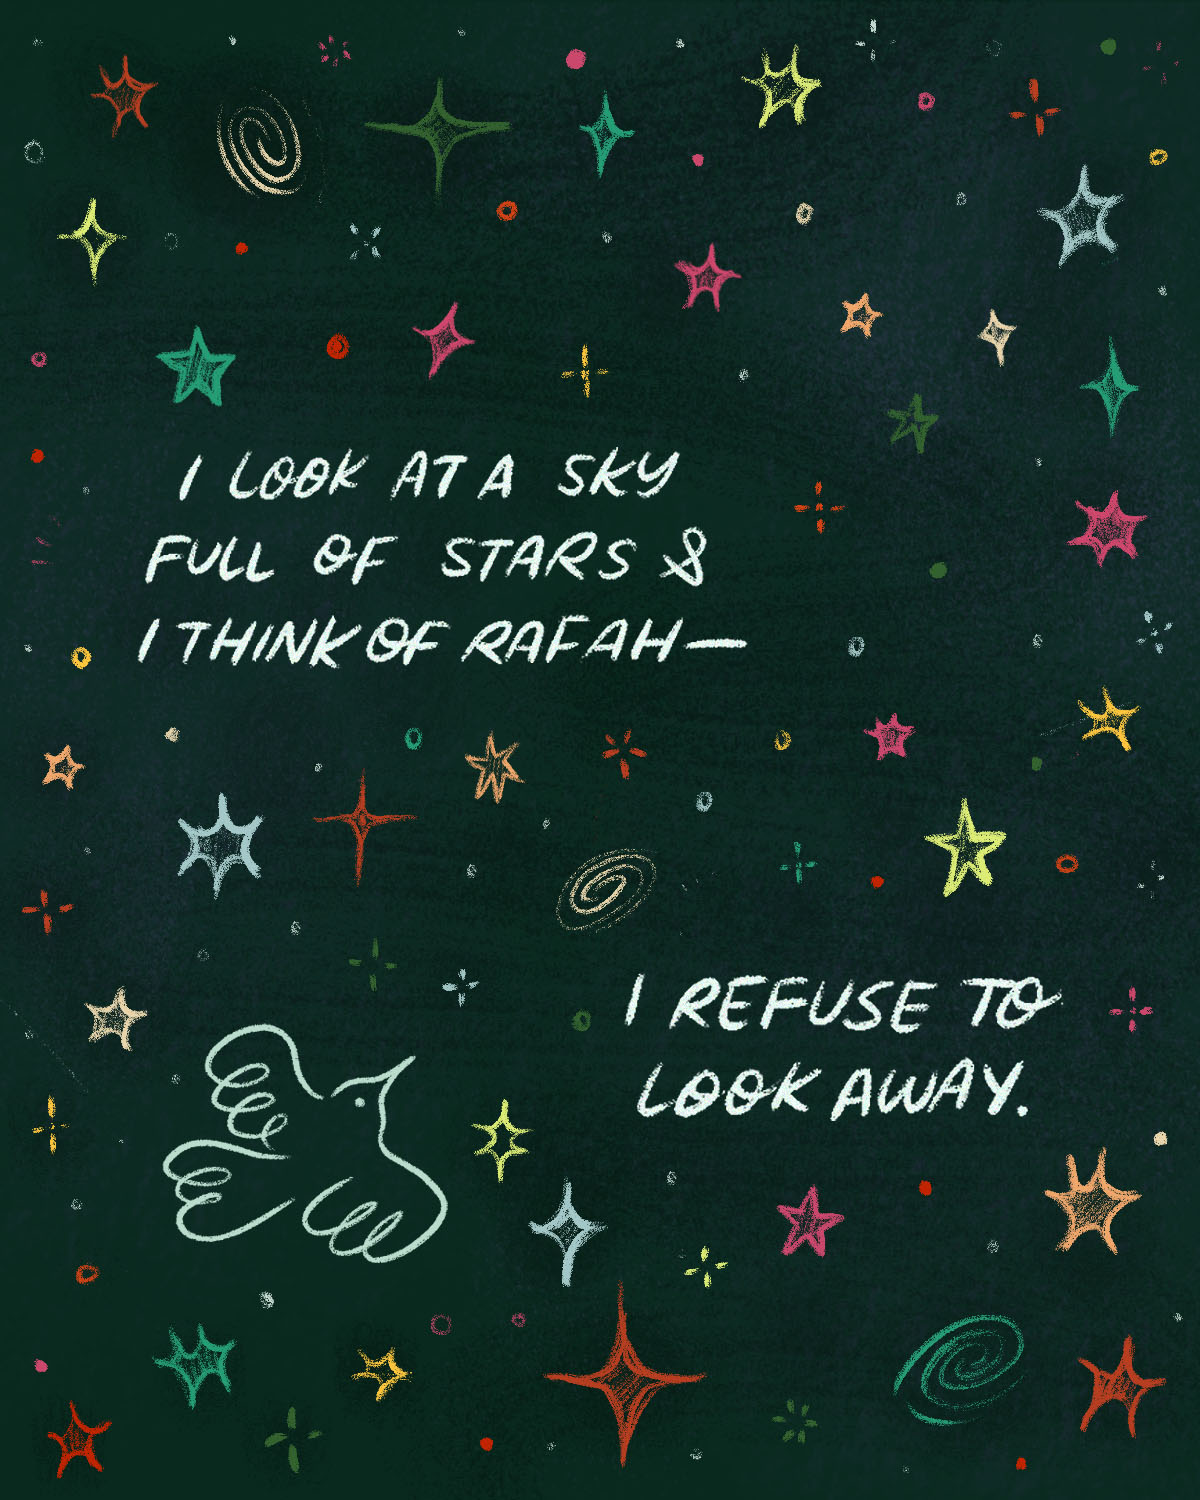 I LOOK AT A SKY
FULL OF STARS &
I THINK OF RAFAH—
I REFUSE TO
LOOK AWAY.